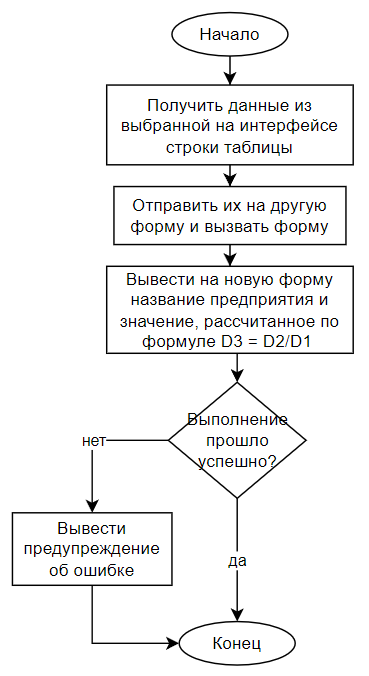 Начало
Получить данные из
выбранной на интерфейсе
строки таблицы
Отправить их на другую
форму и вызвать форму
Вывести на новую форму
название предприятия и
значение, рассчитанное по
формуле D3 = D2/D1
Выполнение
прошло
успешно?
нет
Вывести
предупреждение
об ошибке
да
Конец